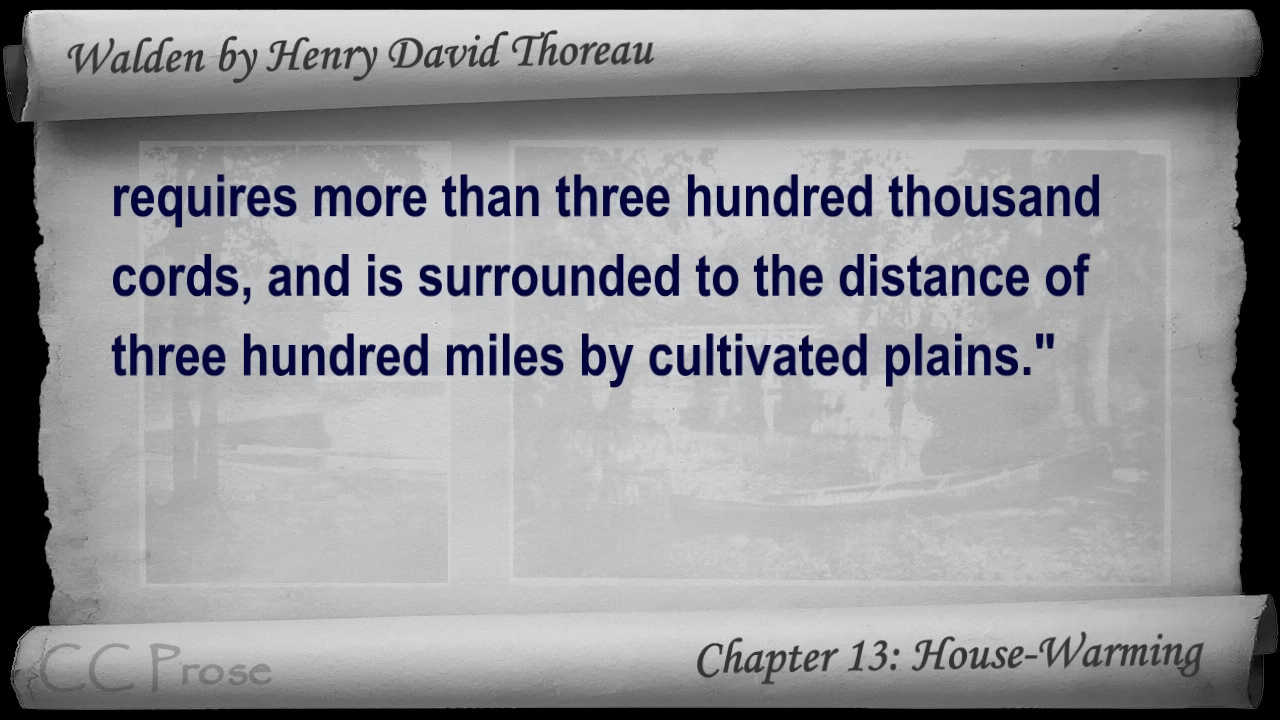 Walden by Henry David Thoreau
requires more than three hundred thousand
cords, and is surrounded to the distance of
three hundred miles by cultivated plains."
CC Prose
Chapter 13: House-Warming